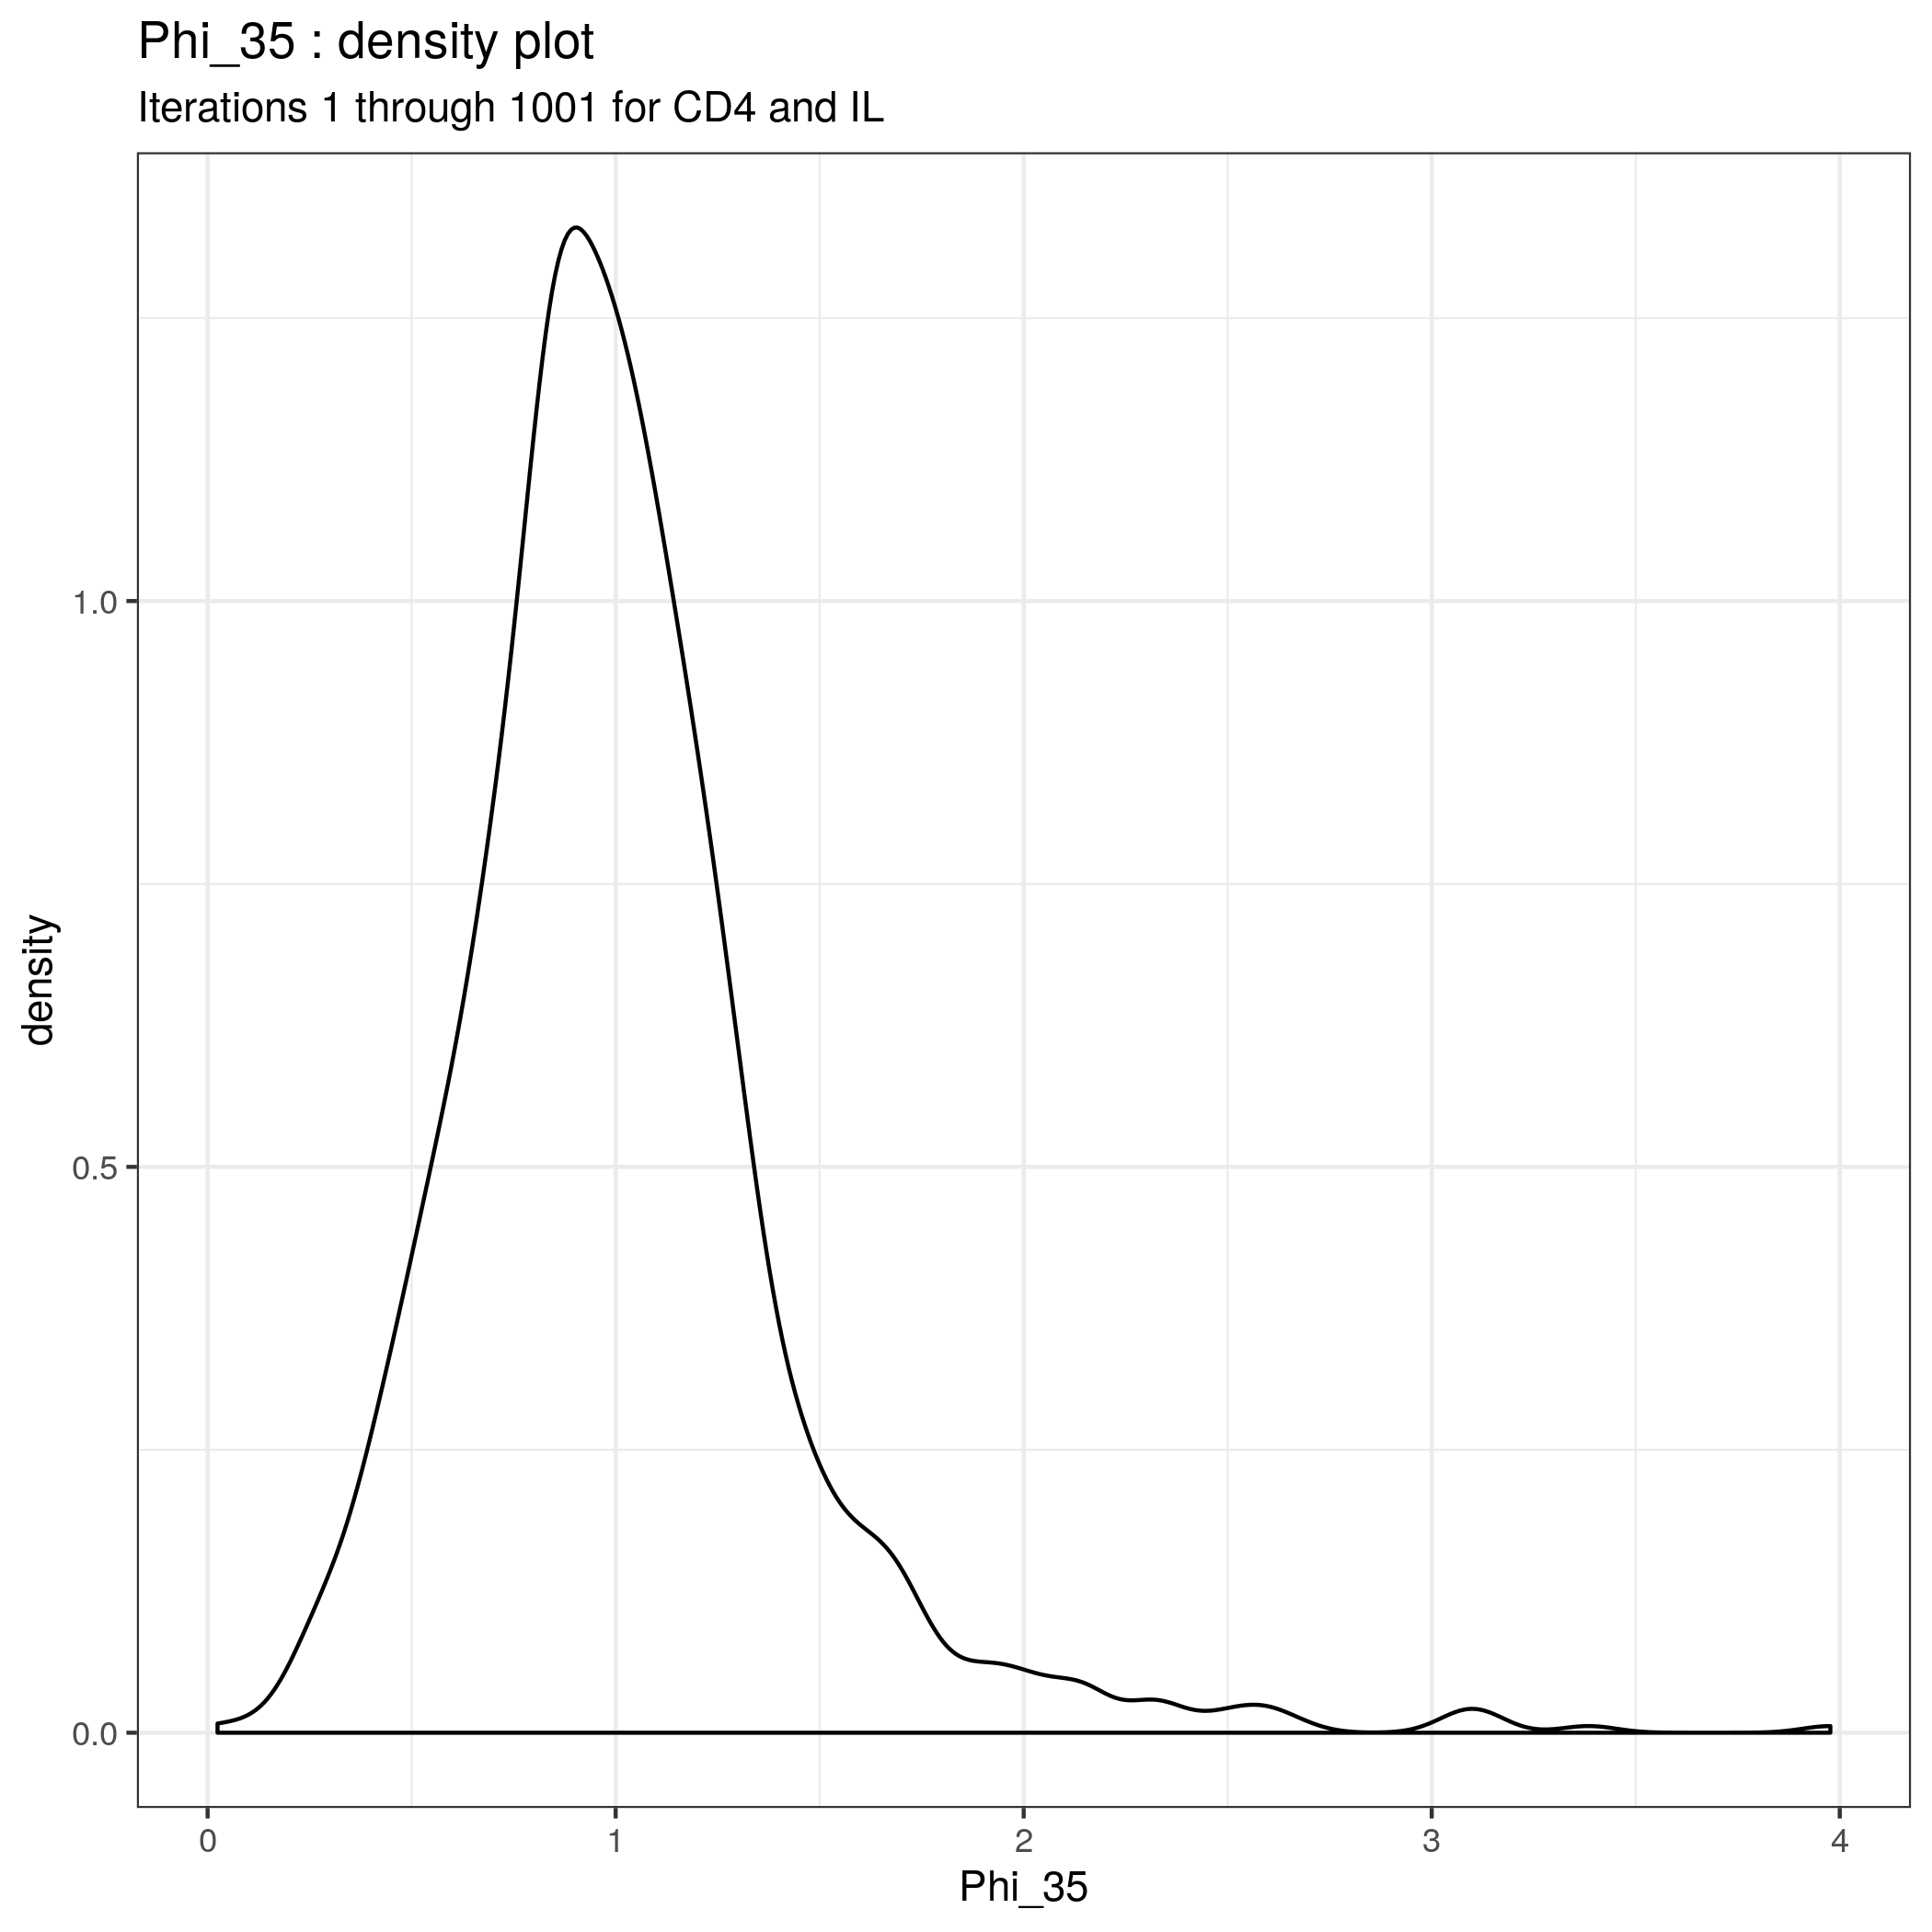 Phi_35 : density plot
Iterations 1 through 1001 for CD4 and IL
density
1.0
0.5
0.0
0 1 2 3 4
Phi_35